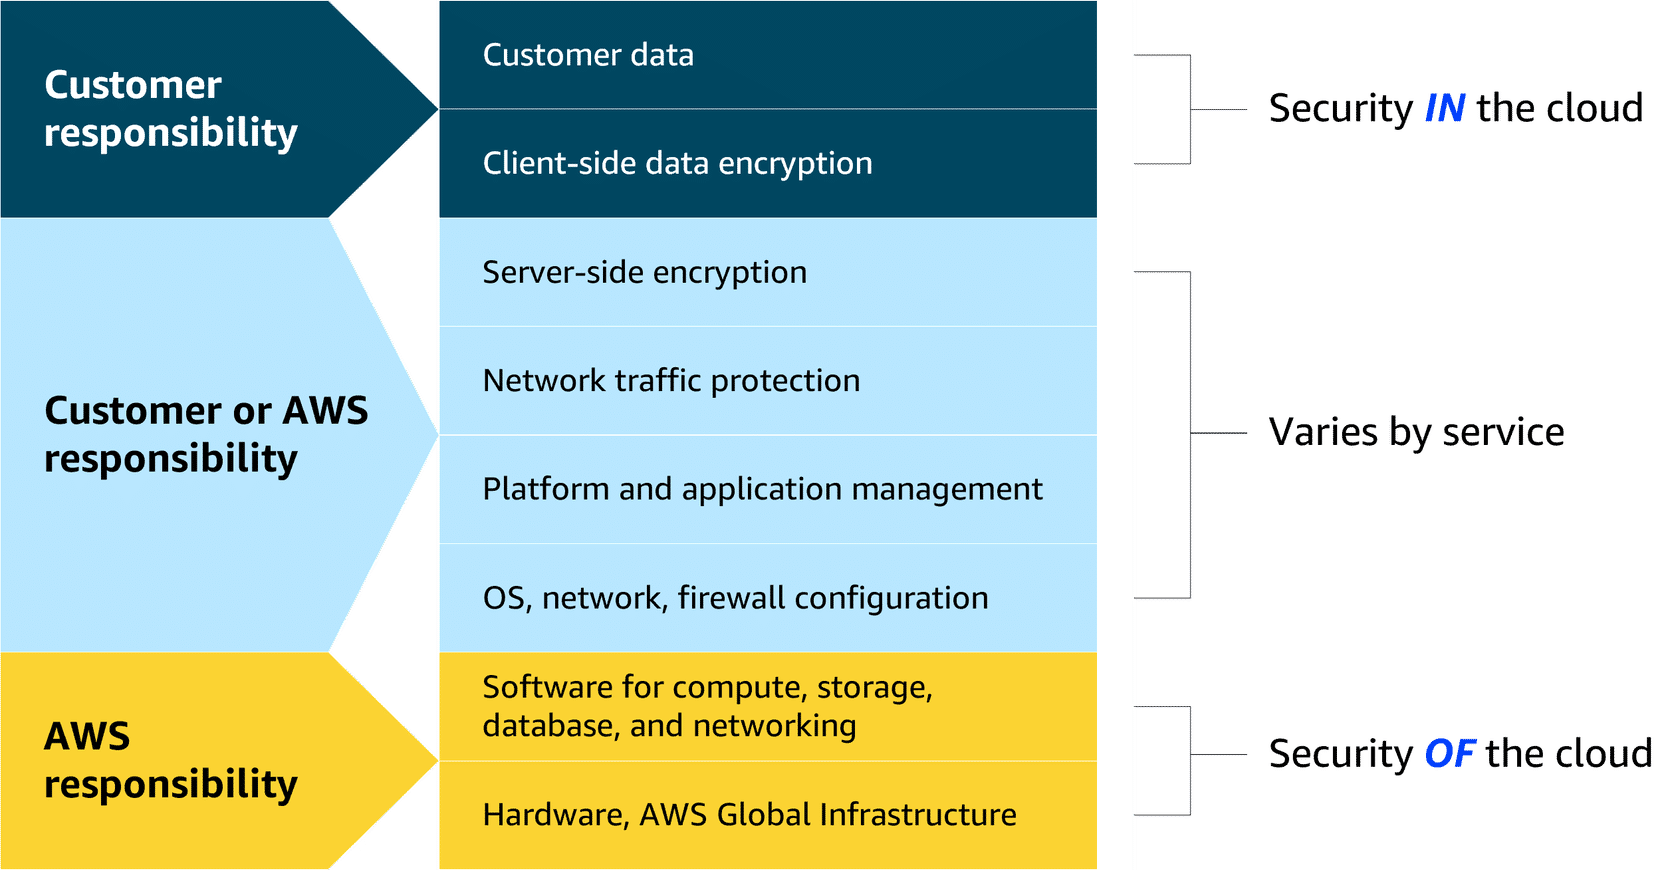 Customer
responsibility
Customer data
Client-side data encryption
Security IN the cloud
Customer or AWS
responsibility
Server-side encryption
Network traffic protection
Platform and application management
OS, network, firewall configuration
Varies by service
AWS
responsibility
Software for compute, storage,
database, and networking
Hardware, AWS Global Infrastructure
Security OF the cloud